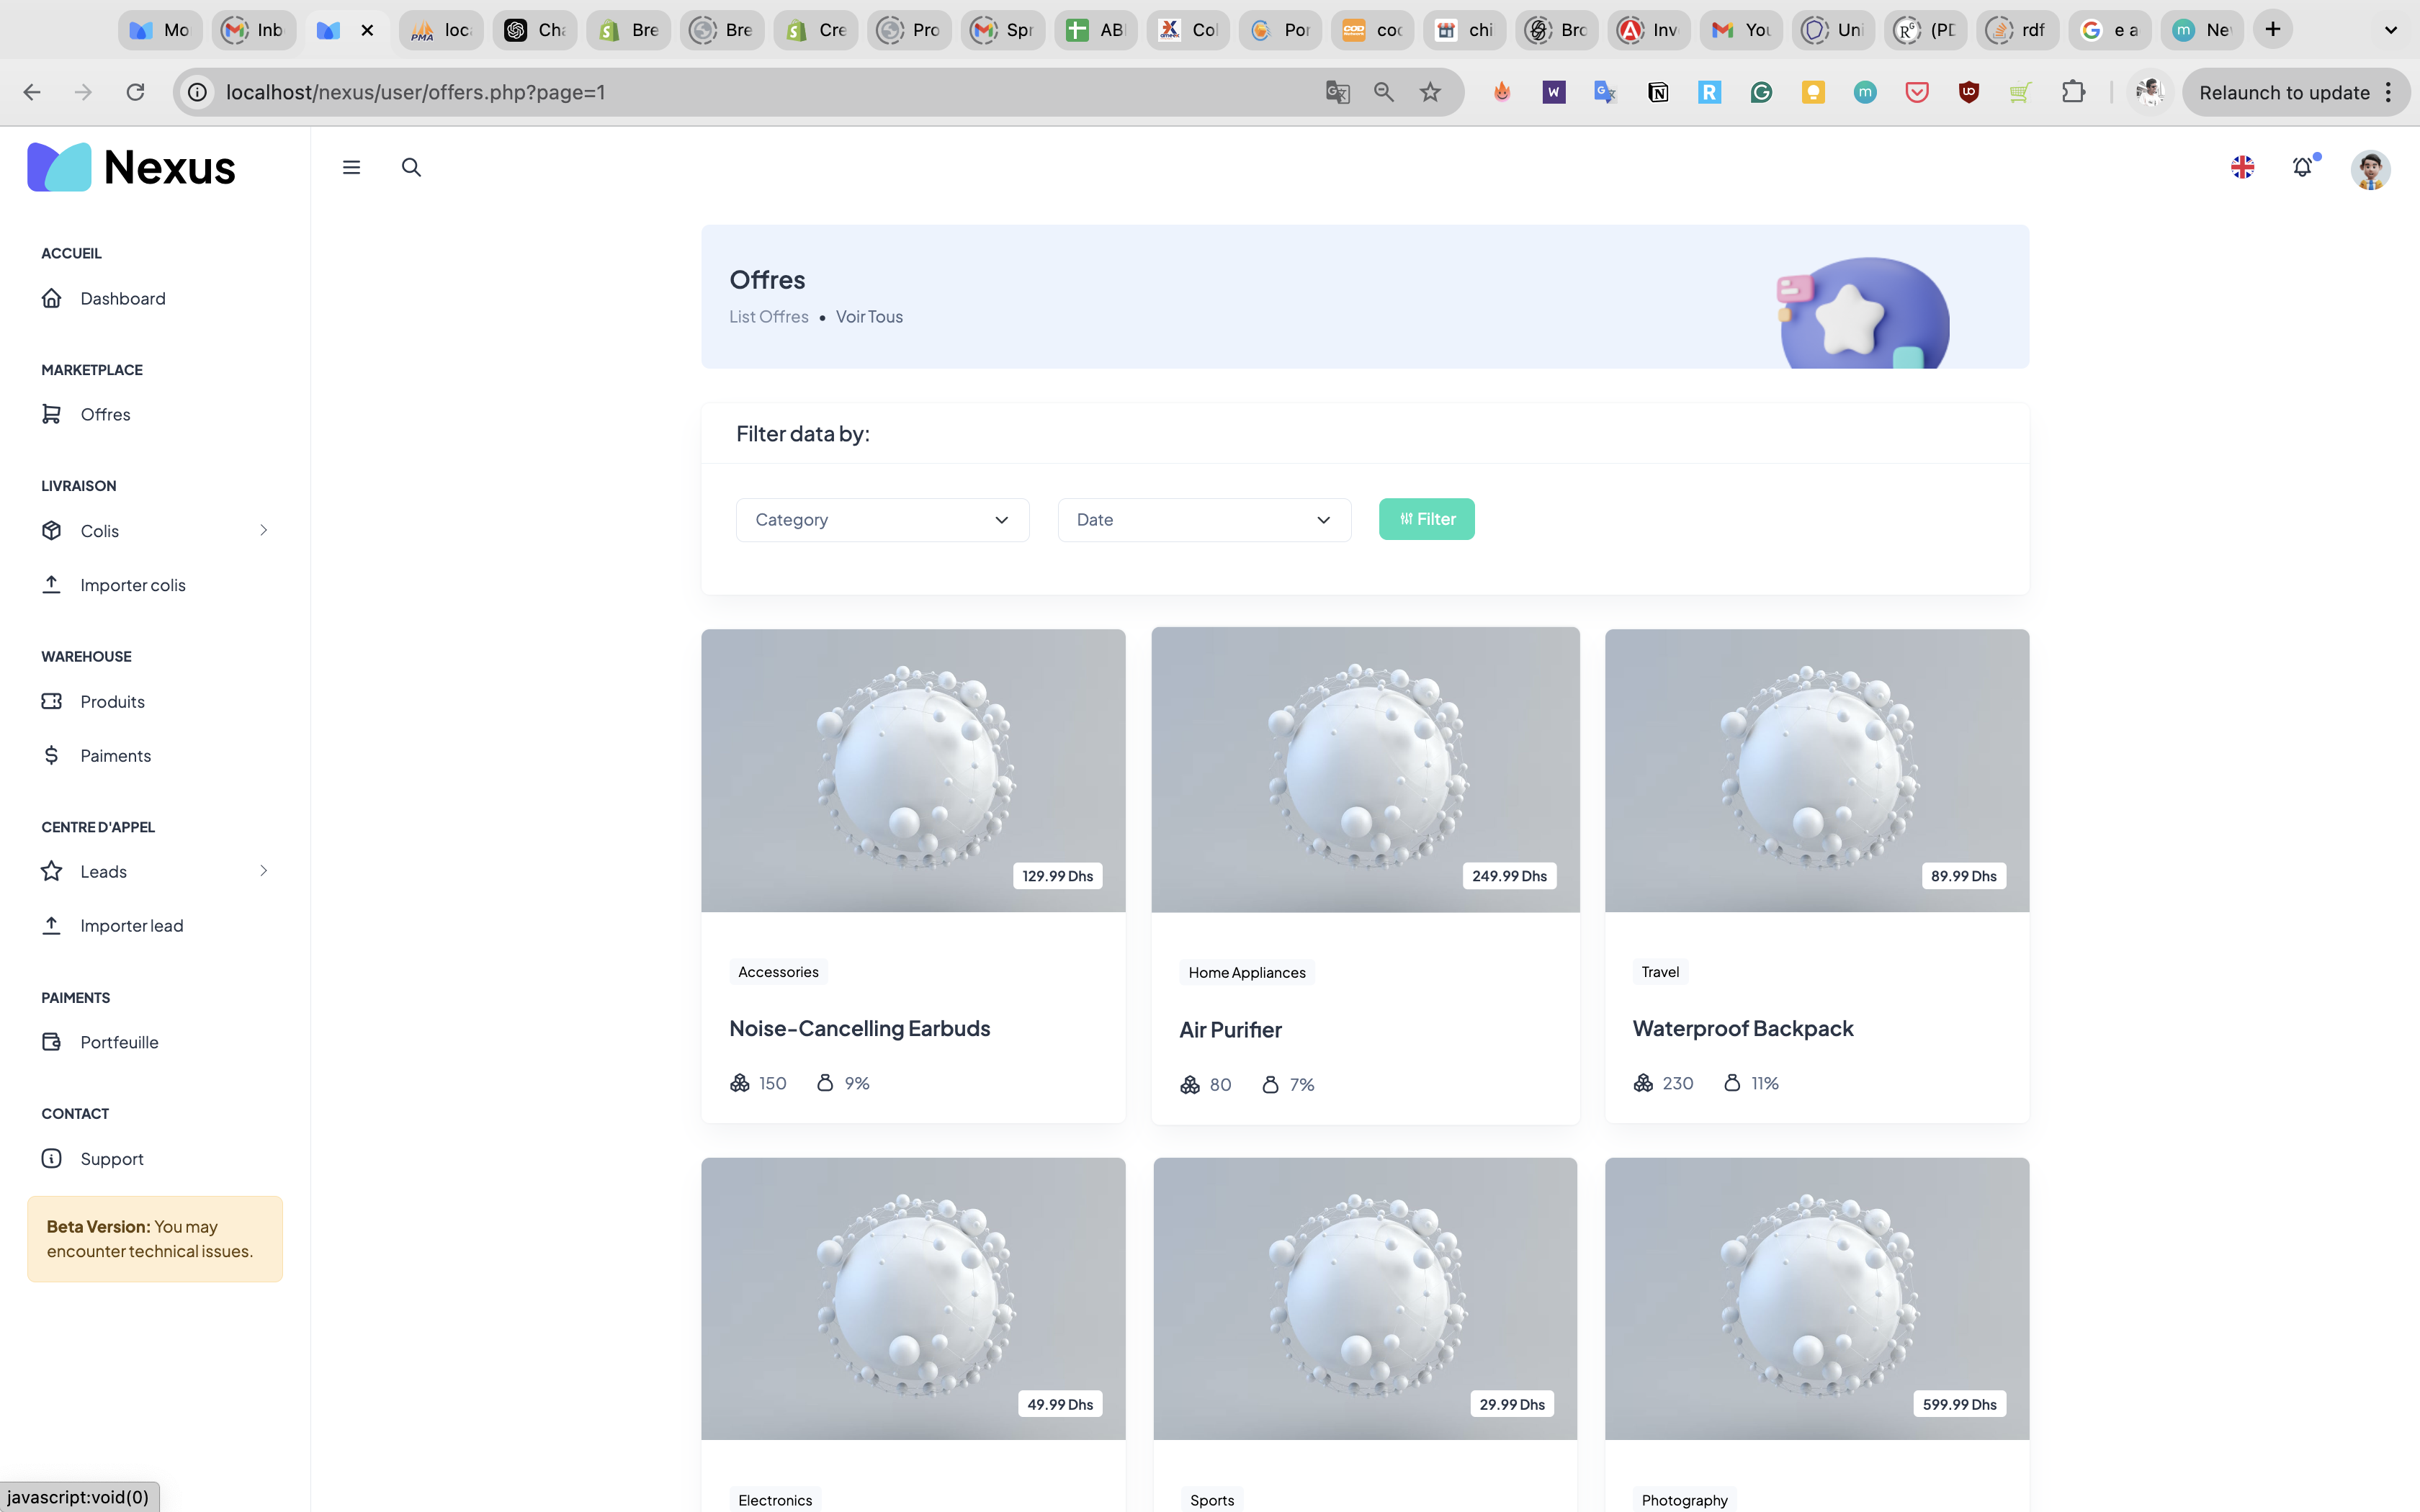 Mo
Inb
PMA
loc
Cha
Bre
Bre
Cre
Pro
Spr
ABI
Col
Por
COD
coc
chi
Bro
Inv
You
Uni
(PD
rdf
e a
m
Nev
localhost/nexus/user/offers.php?page=1
W
R
m
Relaunch to update
Nexus
ACCUEIL
Dashboard
MARKETPLACE
Offres
LIVRAISON
Colis
Importer colis
WAREHOUSE
Produits
Paiments
CENTRE D'APPEL
Leads
Importer lead
PAIMENTS
Portfeuille
CONTACT
Support
Beta Version: You may
encounter technical issues.
Offres
List Offres • Voir Tous
Filter data by:
Category
Date
Filter
129.99 Dhs
249.99 Dhs
89.99 Dhs
Accessories
Home Appliances
Travel
Noise-Cancelling Earbuds
Air Purifier
Waterproof Backpack
150 9%
80 7%
230 11%
49.99 Dhs
29.99 Dhs
599.99 Dhs
Electronics
Sports
Photography
javascript:void(0)